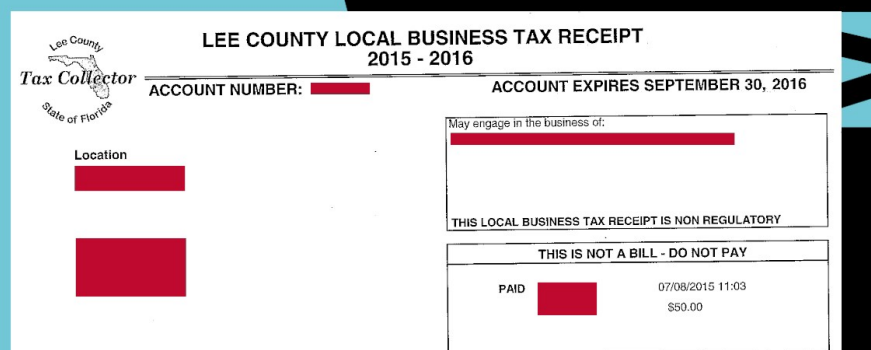 Lee County
Tax Collector
State of Florida
LEE COUNTY LOCAL BUSINESS TAX RECEIPT
2015 - 2016
ACCOUNT NUMBER:
ACCOUNT EXPIRES SEPTEMBER 30, 2016
May engage in the business of:
Location
THIS LOCAL BUSINESS TAX RECEIPT IS NON REGULATORY
THIS IS NOT A BILL - DO NOT PAY
PAID 07/08/2015 11:03
$50.00